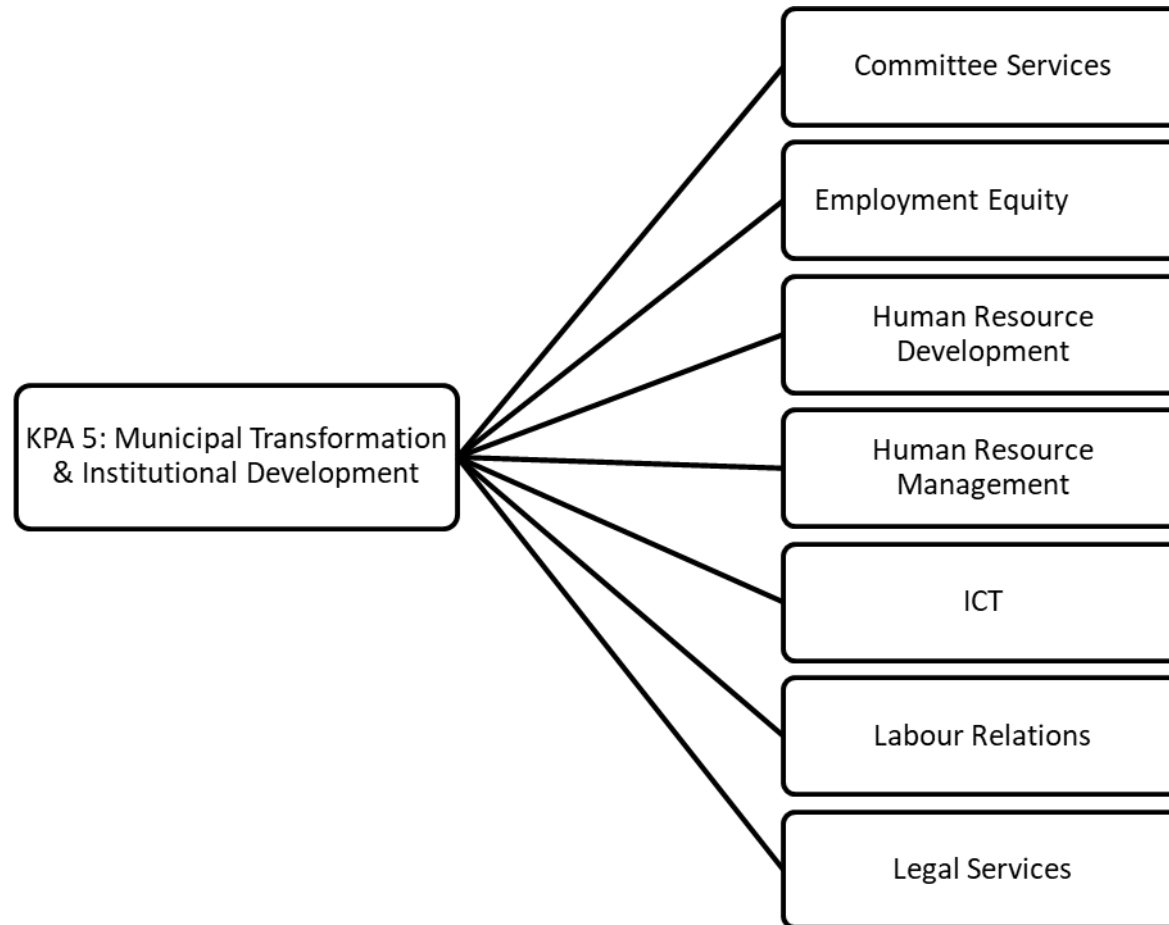 Committee Services
Employment Equity
Human Resource
Development
KPA 5: Municipal Transformation
& Institutional Development
Human Resource
Management
ICT
Labour Relations
Legal Services